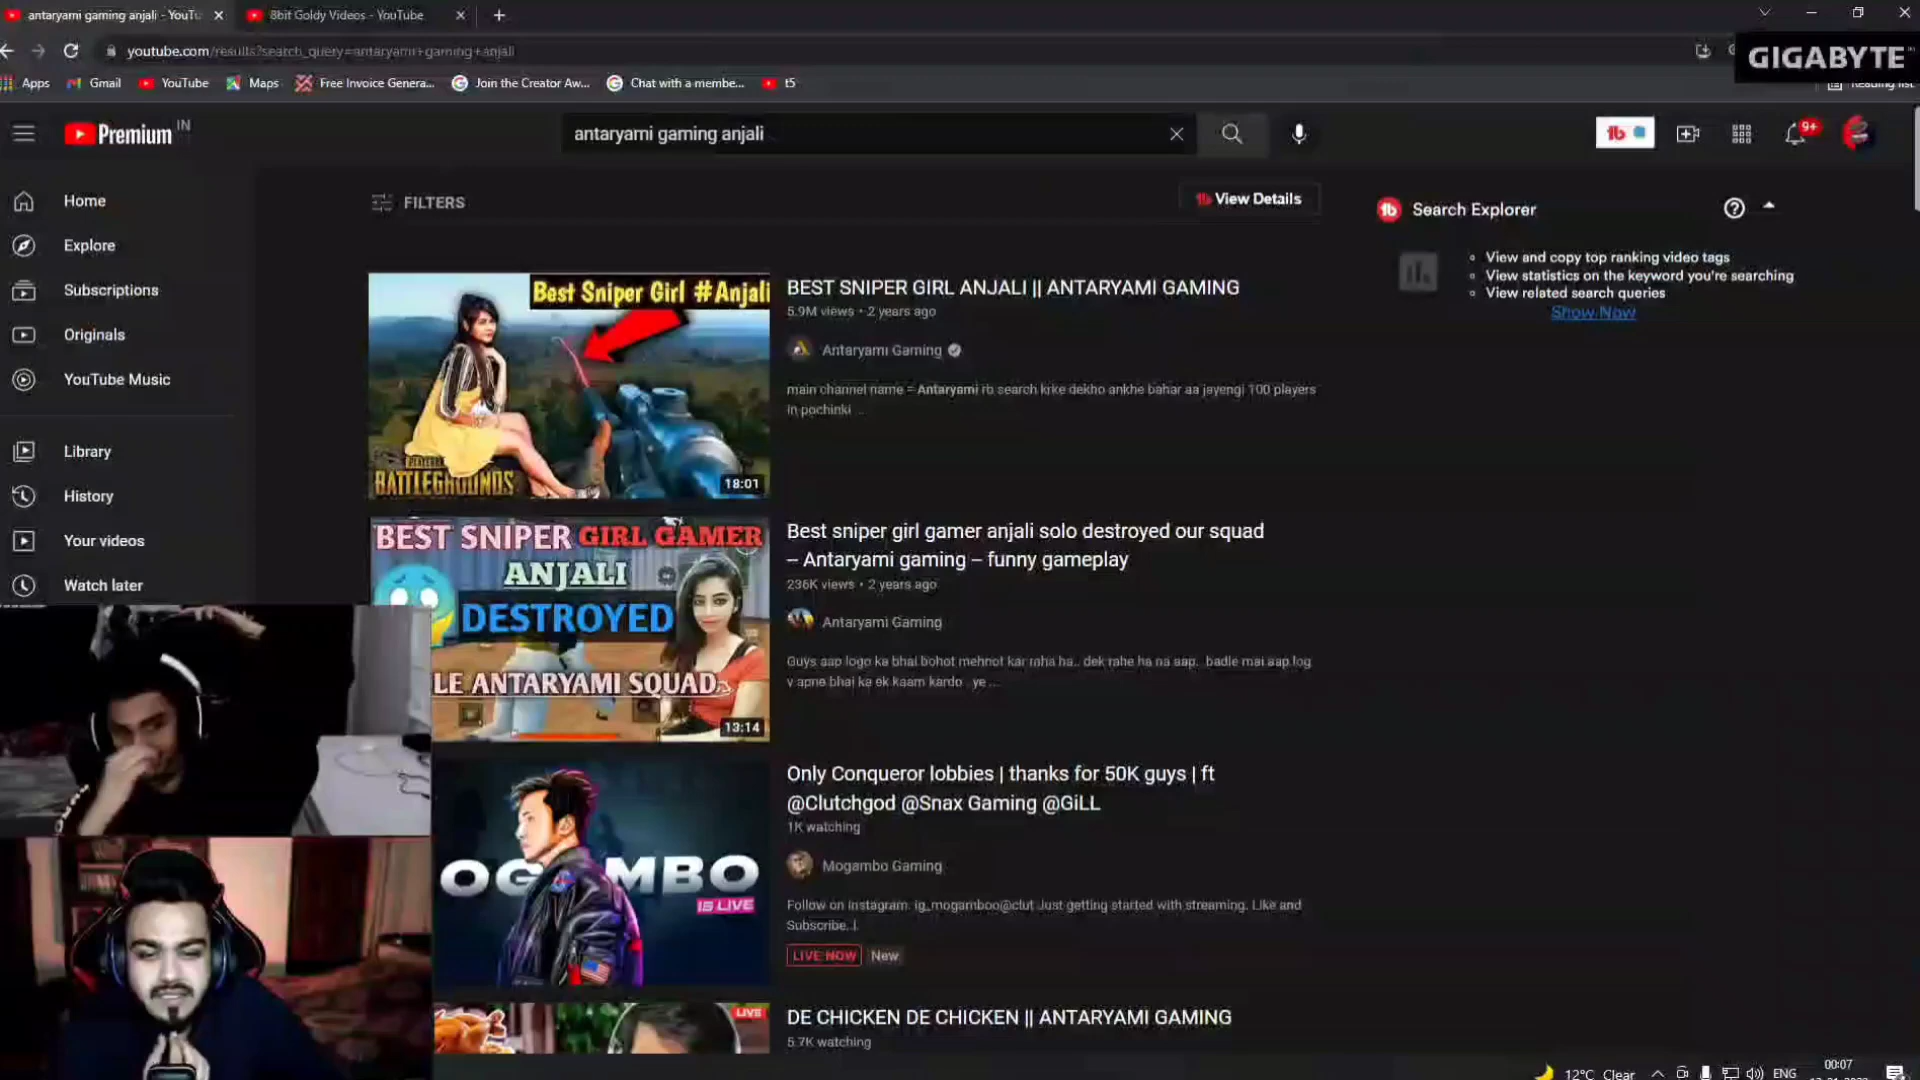 antaryami gaming anjali - YouTu
8bit Goldy Videos - YouTube
youtube.com/results?search_query=antaryami+gaming+anjali
GIGABYTE
Apps
Gmail
YouTube
Maps
Free Invoice Genera...
Join the Creator Aw...
Chat with a membe...
t5
Reading list
Premium IN
antaryami gaming anjali
9+
Home
Explore
Subscriptions
Originals
YouTube Music
Library
History
Your videos
Watch later
FILTERS
View Details
Search Explorer
View and copy top ranking video tags
View statistics on the keyword you're searching
View related search queries
Show Now
Best Sniper Girl #Anjali
BATTLEGROUNDS
18:01
BEST SNIPER GIRL ANJALI || ANTARYAMI GAMING
5.9M views • 2 years ago
Antaryami Gaming
main channel name = Antaryami rb search krke dekho ankhe bahar aa jayengi 100 players
in pochinki ...
BEST SNIPER GIRL GAMER
ANJALI
DESTROYED
LE ANTARYAMI SQUAD
13:14
Best sniper girl gamer anjali solo destroyed our squad
– Antaryami gaming – funny gameplay
236K views • 2 years ago
Antaryami Gaming
Guys aap logo ka bhai bohot mehnot kar raha ha.. dek rahe ha na aap.. badle mai aap log
v apne bhai ka ek kaam kardo . ye ...
OGAMBO
IS LIVE
Only Conqueror lobbies | thanks for 50K guys | ft
@Clutchgod @Snax Gaming @GiLL
1K watching
Mogambo Gaming
Follow on instagram: ig_mogamboo@clut Just getting started with streaming. Like and
Subscribe..!.
LIVE NOW
New
LIVE
DE CHICKEN DE CHICKEN || ANTARYAMI GAMING
5.7K watching
12°C Clear
ENG
00:07